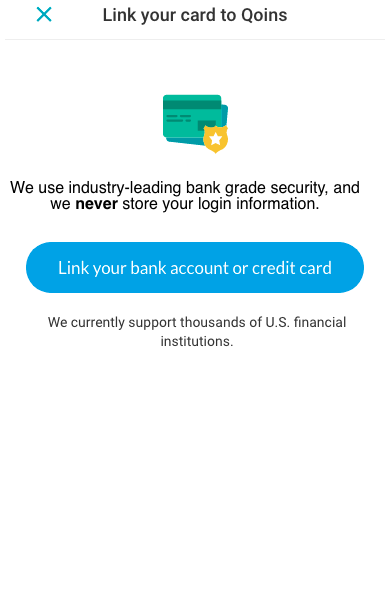 Link your card to Qoins
We use industry-leading bank grade security, and
we never store your login information.
Link your bank account or credit card
We currently support thousands of U.S. financial
institutions.